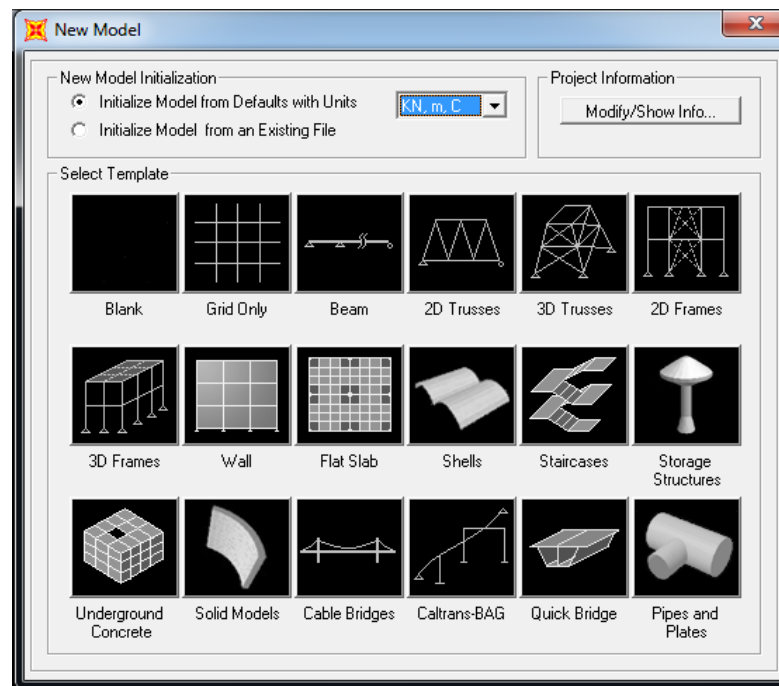 New Model
New Model Initialization
Project Information
Initialize Model from Defaults with Units
KN, m, C
Modify/Show Info...
Initialize Model from an Existing File
Select Template
Blank
Grid Only
Beam
2D Trusses
3D Trusses
2D Frames
3D Frames
Wall
Flat Slab
Shells
Staircases
Storage
Structures
Underground
Concrete
Solid Models
Cable Bridges
Caltrans-BAG
Quick Bridge
Pipes and
Plates